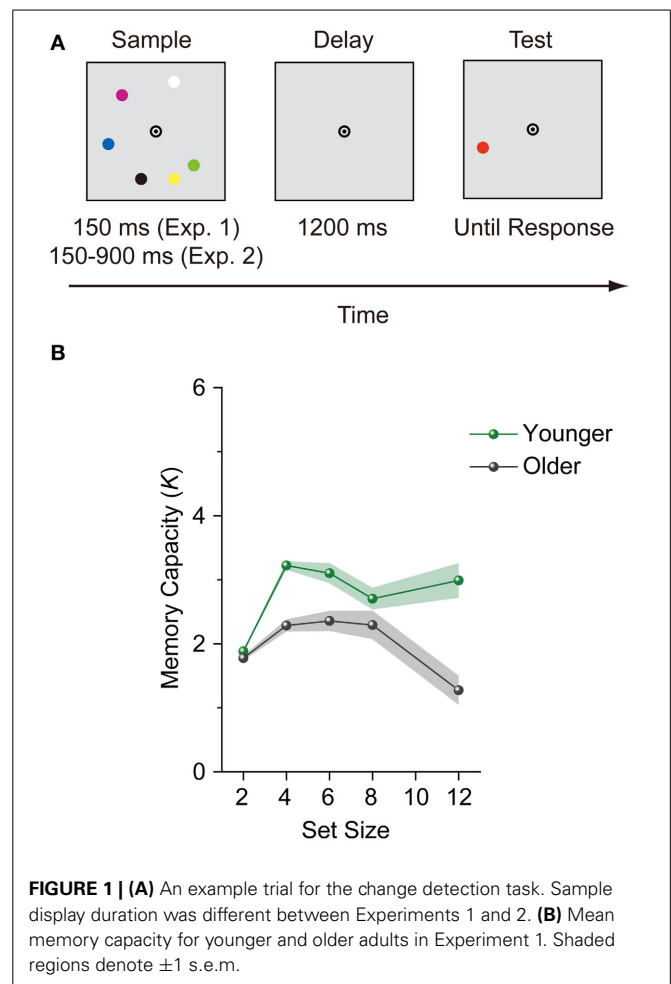 A
Sample Delay Test
150 ms (Exp. 1) 1200 ms Until Response
150-900 ms (Exp. 2)
Time
B
6
4
2
0
Memory Capacity (K)
Younger
Older
2 4 6 8 10 12
Set Size
FIGURE 1 | (A) An example trial for the change detection task. Sample
display duration was different between Experiments 1 and 2. (B) Mean
memory capacity for younger and older adults in Experiment 1. Shaded
regions denote ±1 s.e.m.